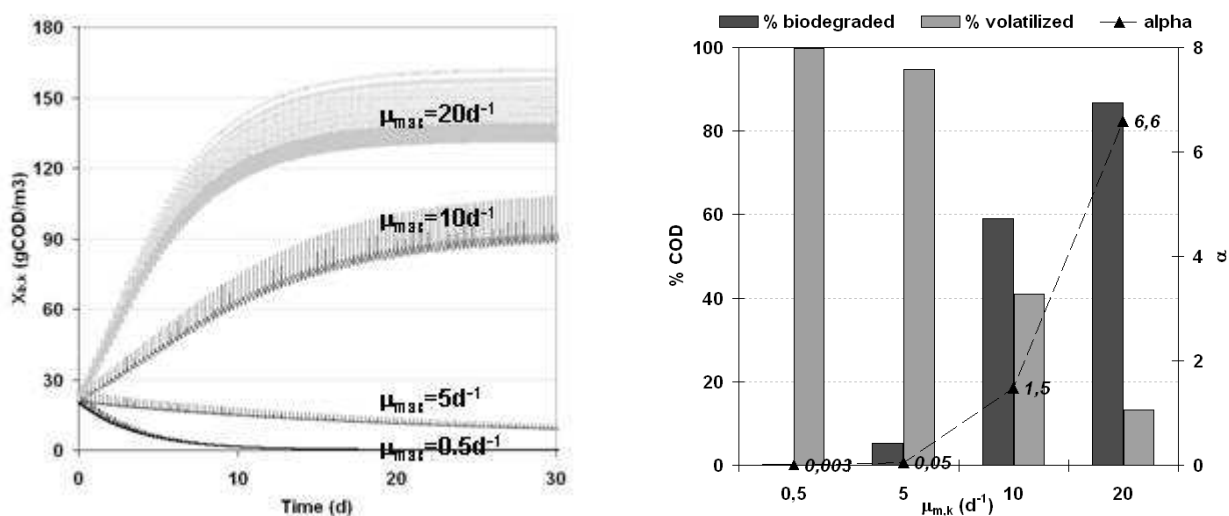 180
150
120
90
60
30
0
X_b,k (gCOD/m3)
μmax=20d⁻¹
μmax=10d⁻¹
μmax=5d⁻¹
μmax=0.5d⁻¹
0 10 20 30
Time (d)
% biodegraded % volatilized alpha
100
80
60
40
20
0
% COD
8
6
4
2
0
α
6,6
1,5
0,003 0,05
0,5 5 10 20
μm,k (d⁻¹)